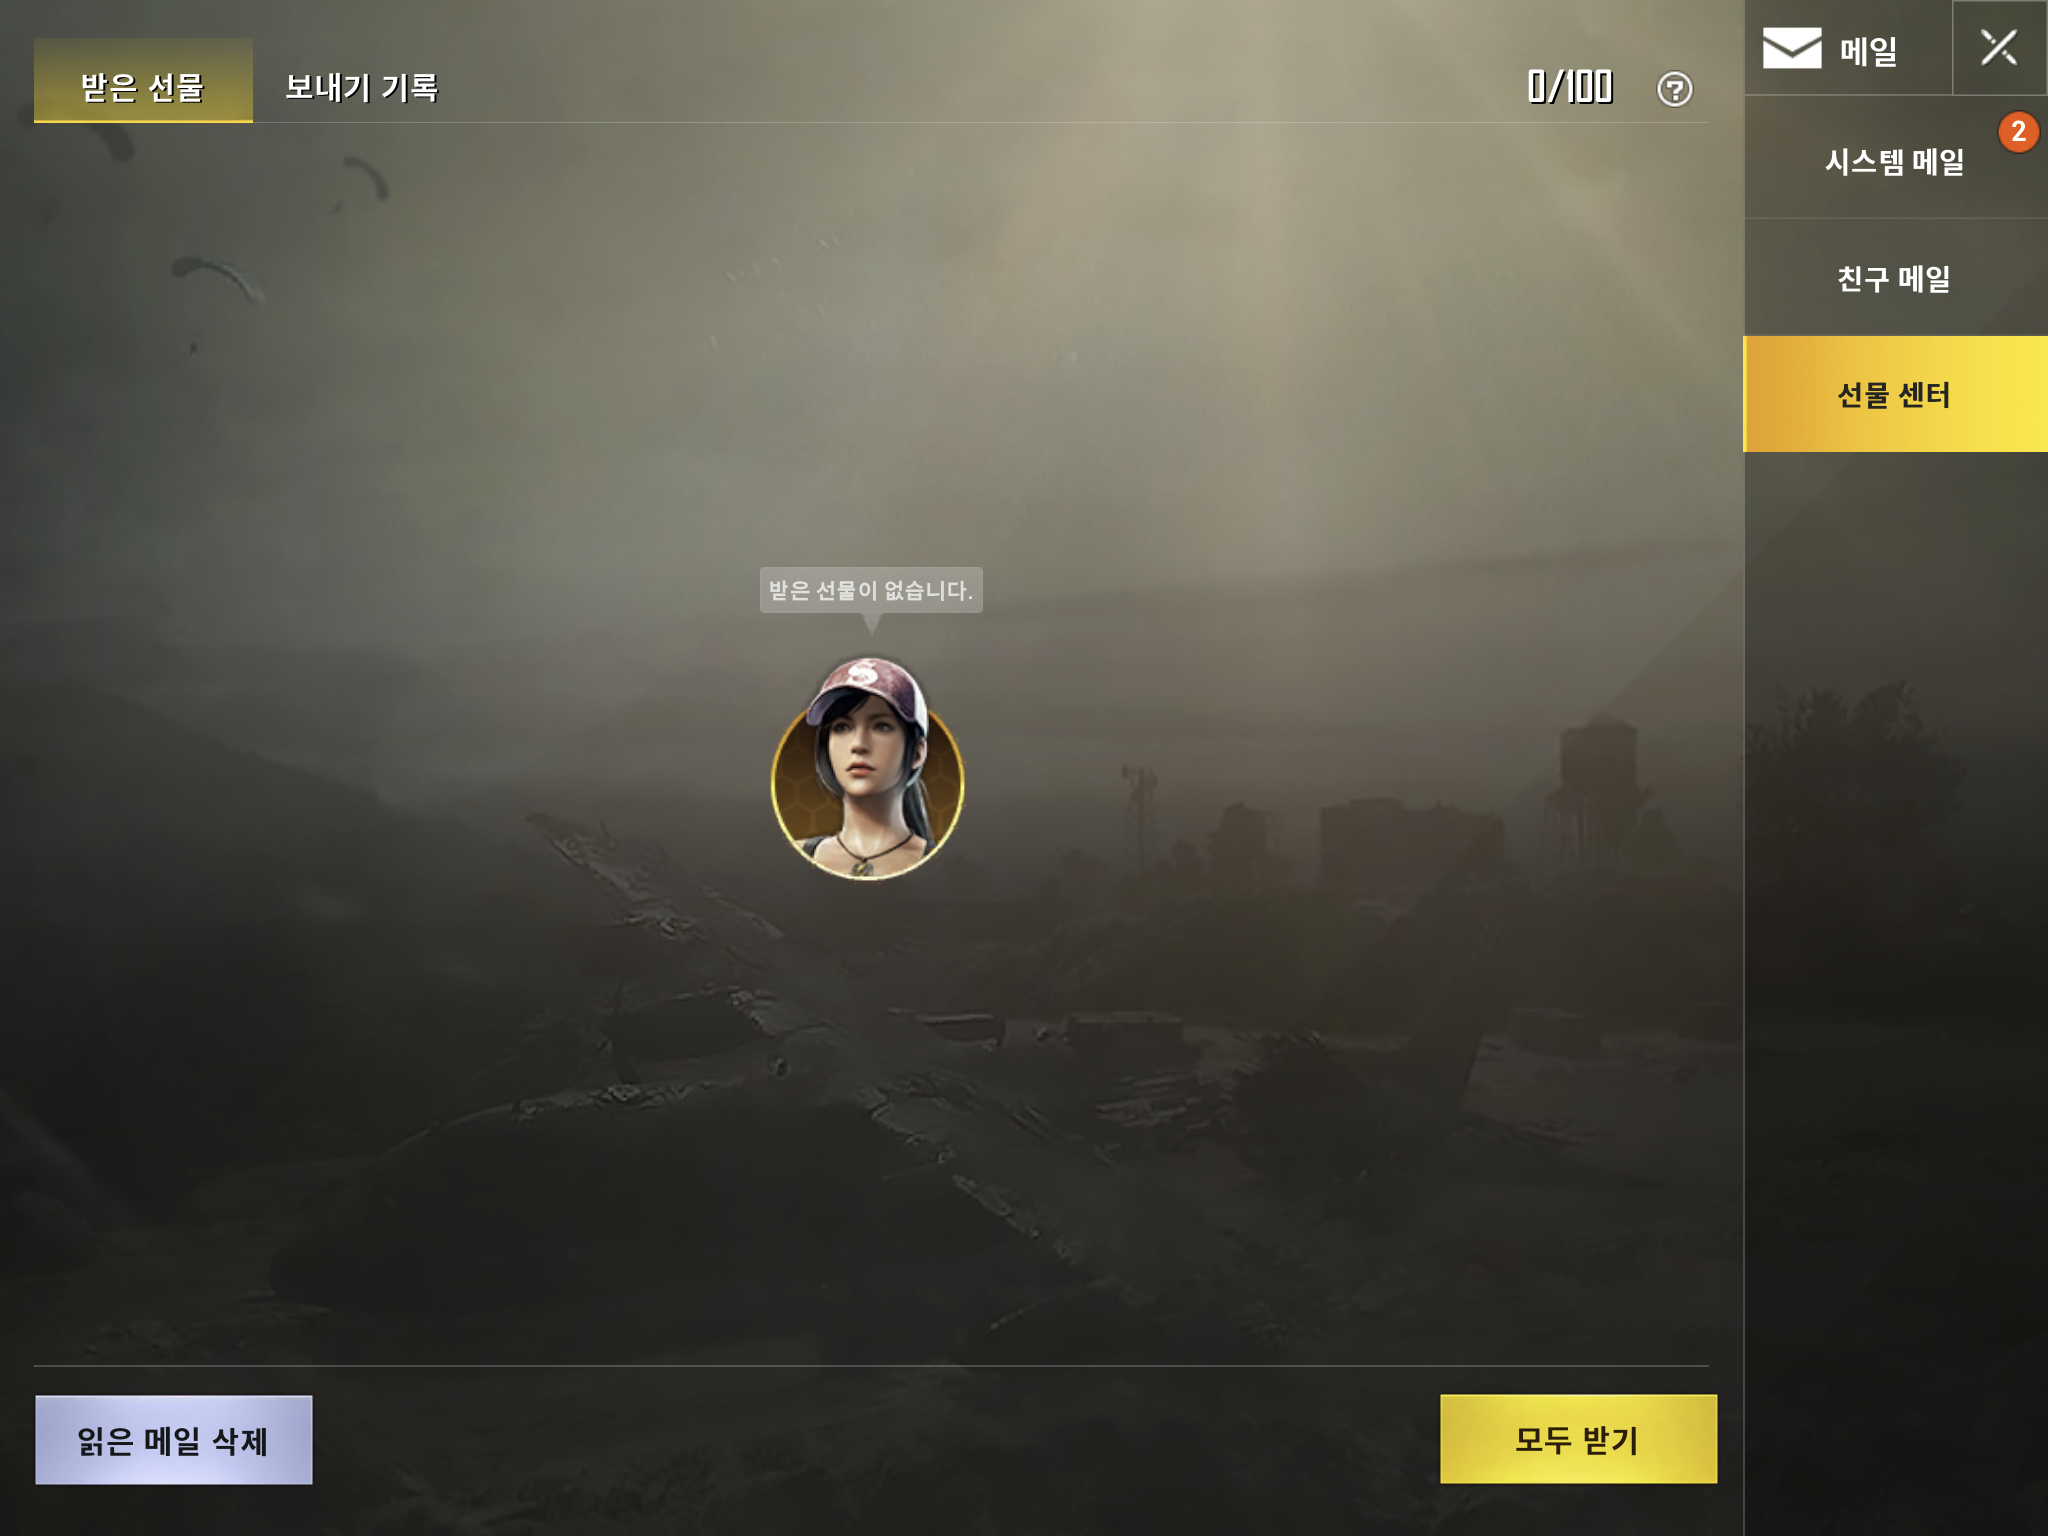 받은 선물
보내기 기록
0/100
?
메일
2
시스템 메일
친구 메일
선물 센터
받은 선물이 없습니다.
S
읽은 메일 삭제
모두 받기